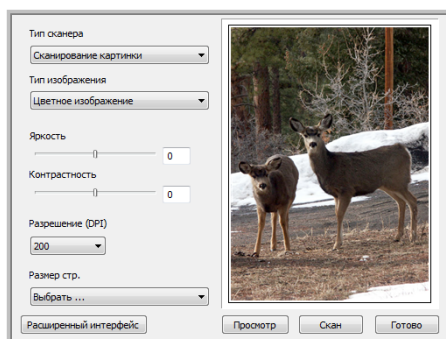 Тип сканера
Сканирование картинки
Тип изображения
Цветное изображение
Яркость
0
Контрастность
0
Разрешение (DPI)
200
Размер стр.
Выбрать ...
Расширенный интерфейс
Просмотр
Скан
Готово